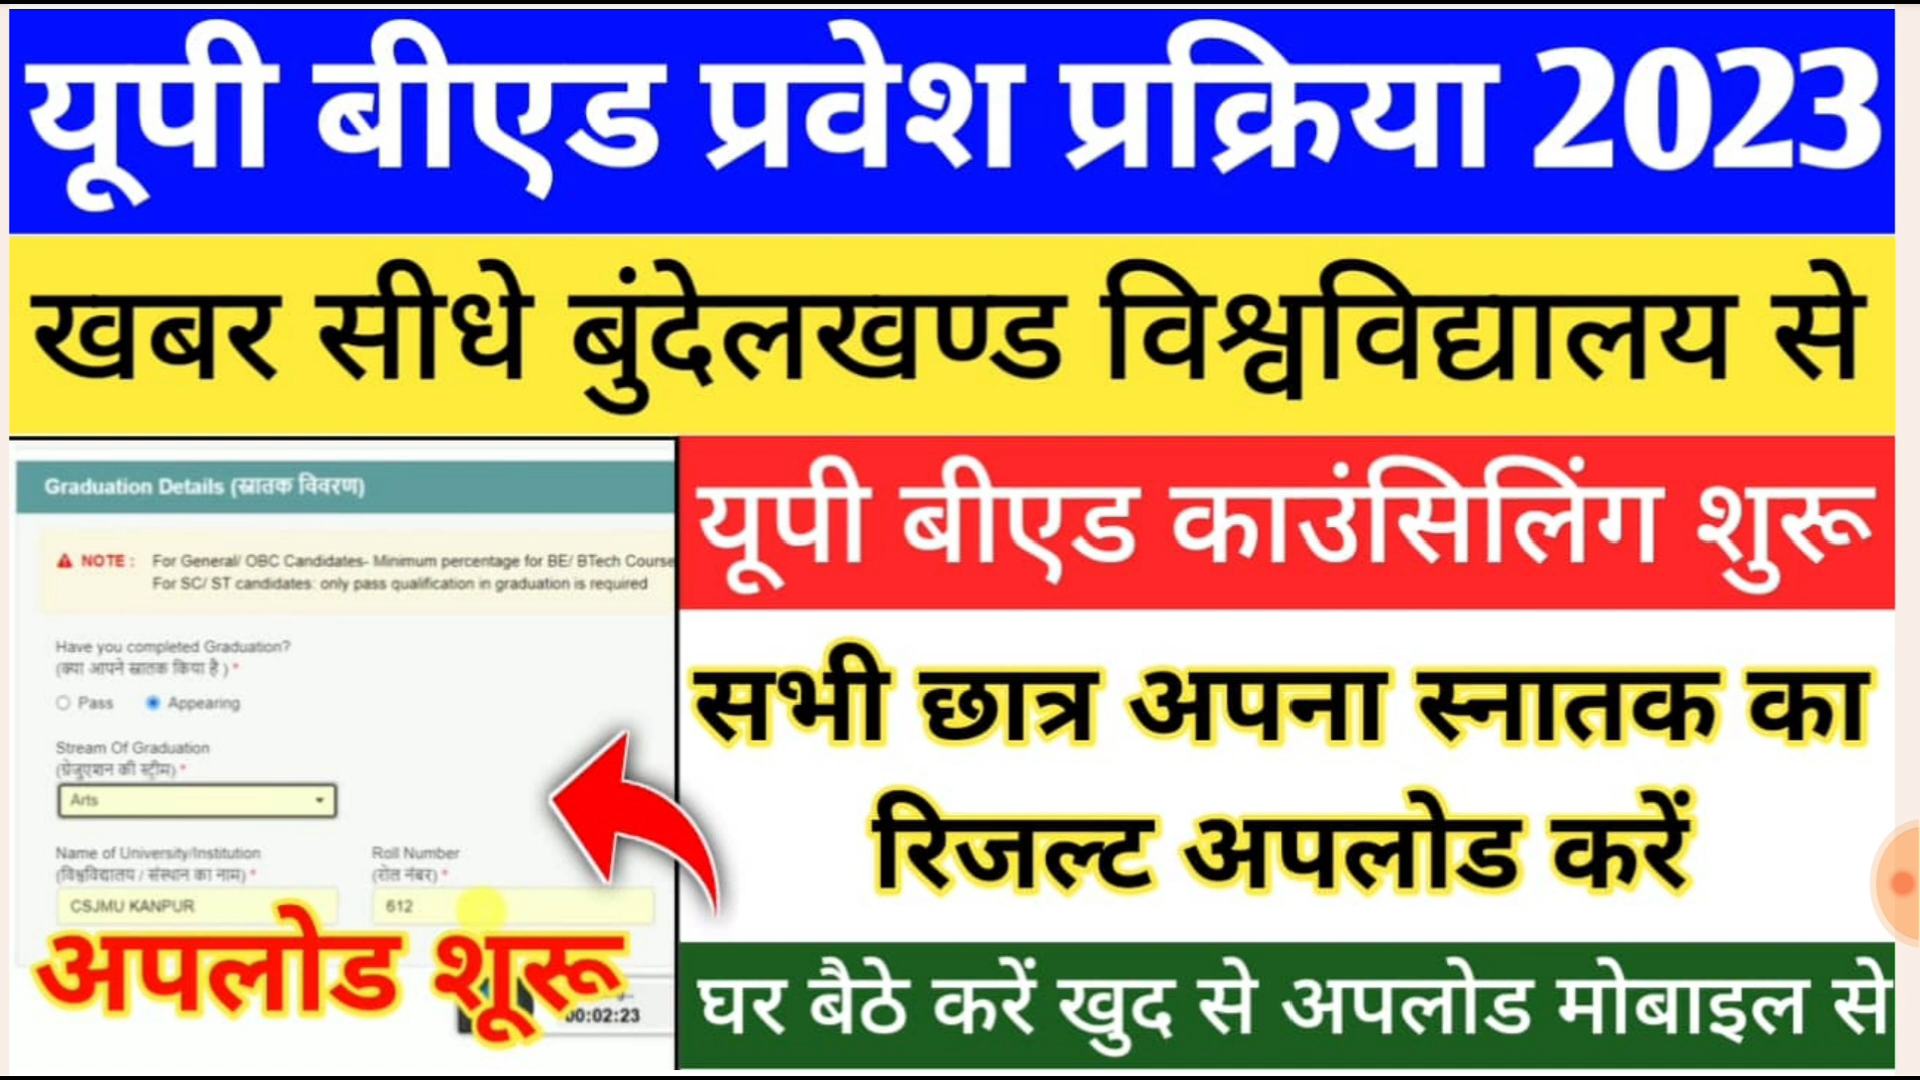 यूपी बीएड प्रवेश प्रक्रिया 2023
खबर सीधे बुंदेलखण्ड विश्वविद्यालय से
Graduation Details (स्नातक विवरण)
NOTE : For General/ OBC Candidates- Minimum percentage for BE/ BTech Course
For SC/ ST candidates: only pass qualification in graduation is required
Have you completed Graduation?
(क्या आपने स्नातक किया है ) *
Pass Appearing
Stream Of Graduation
(ग्रेजुएशन की स्ट्रीम) *
Arts
Name of University/Institution
(विश्वविद्यालय / संस्थान का नाम) *
CSJMU KANPUR
Roll Number
(रोल नंबर) *
612
अपलोड शूरू
00:02:23
यूपी बीएड काउंसिलिंग शुरू
सभी छात्र अपना स्नातक का
रिजल्ट अपलोड करें
घर बैठे करें खुद से अपलोड मोबाइल से